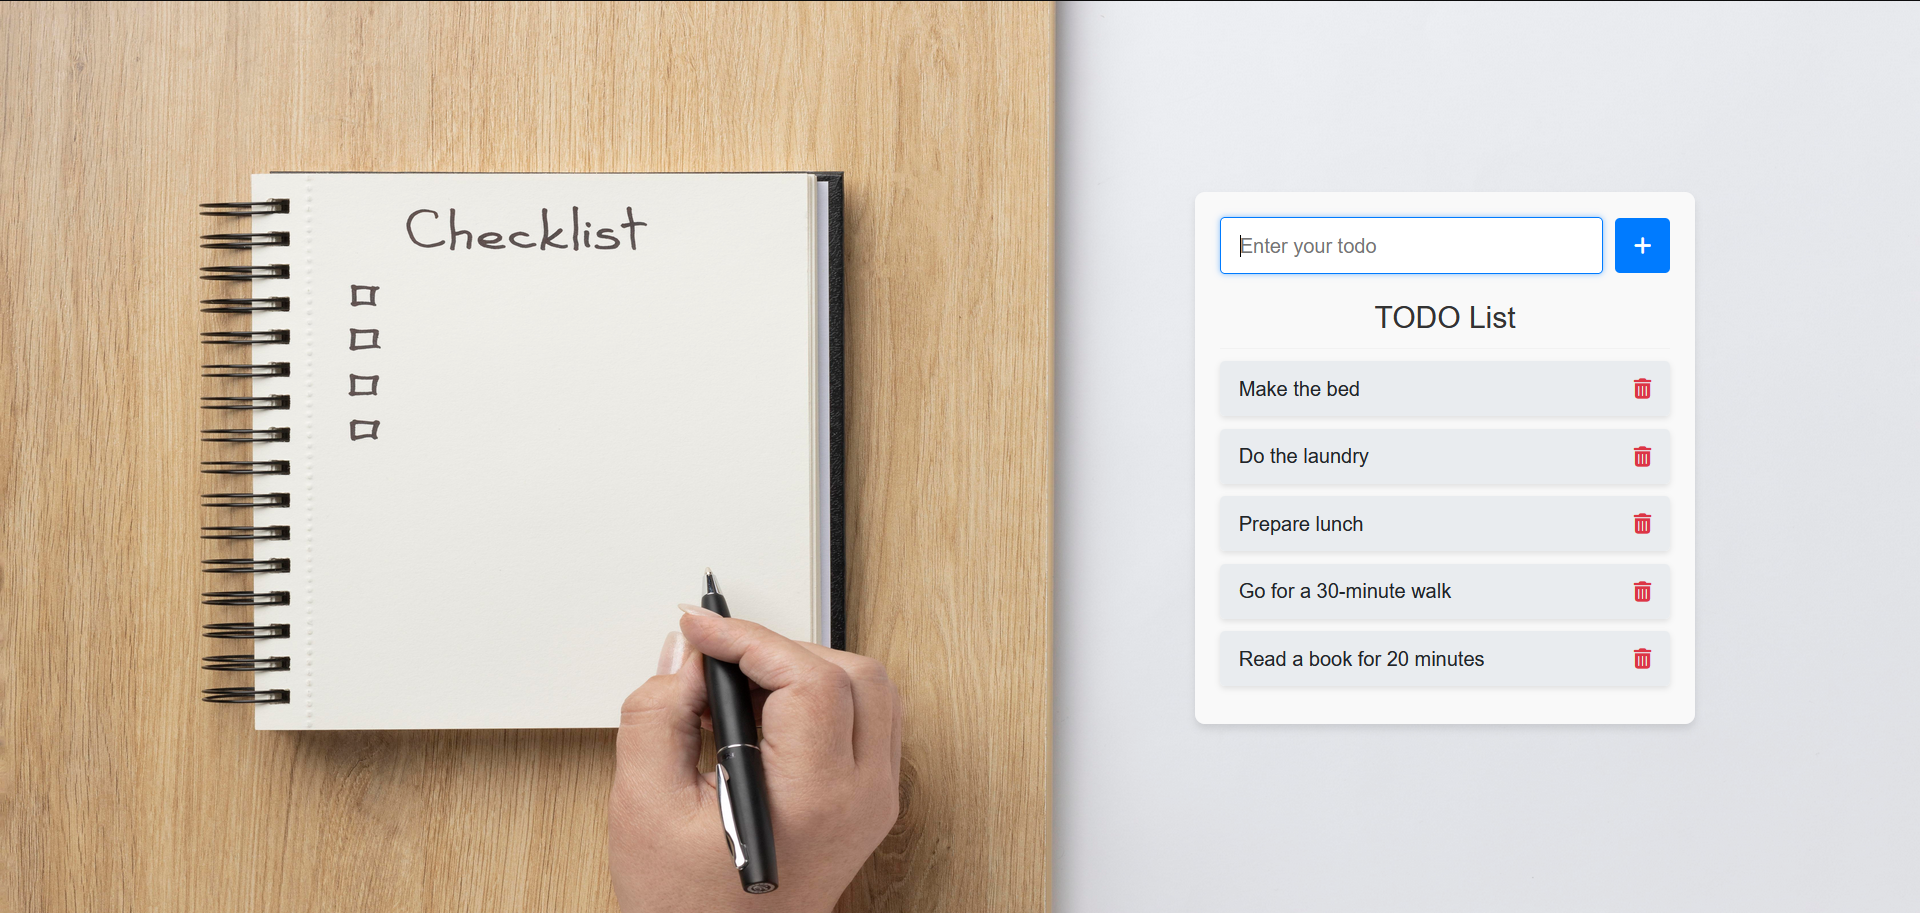 Checklist
Enter your todo
TODO List
Make the bed
Do the laundry
Prepare lunch
Go for a 30-minute walk
Read a book for 20 minutes